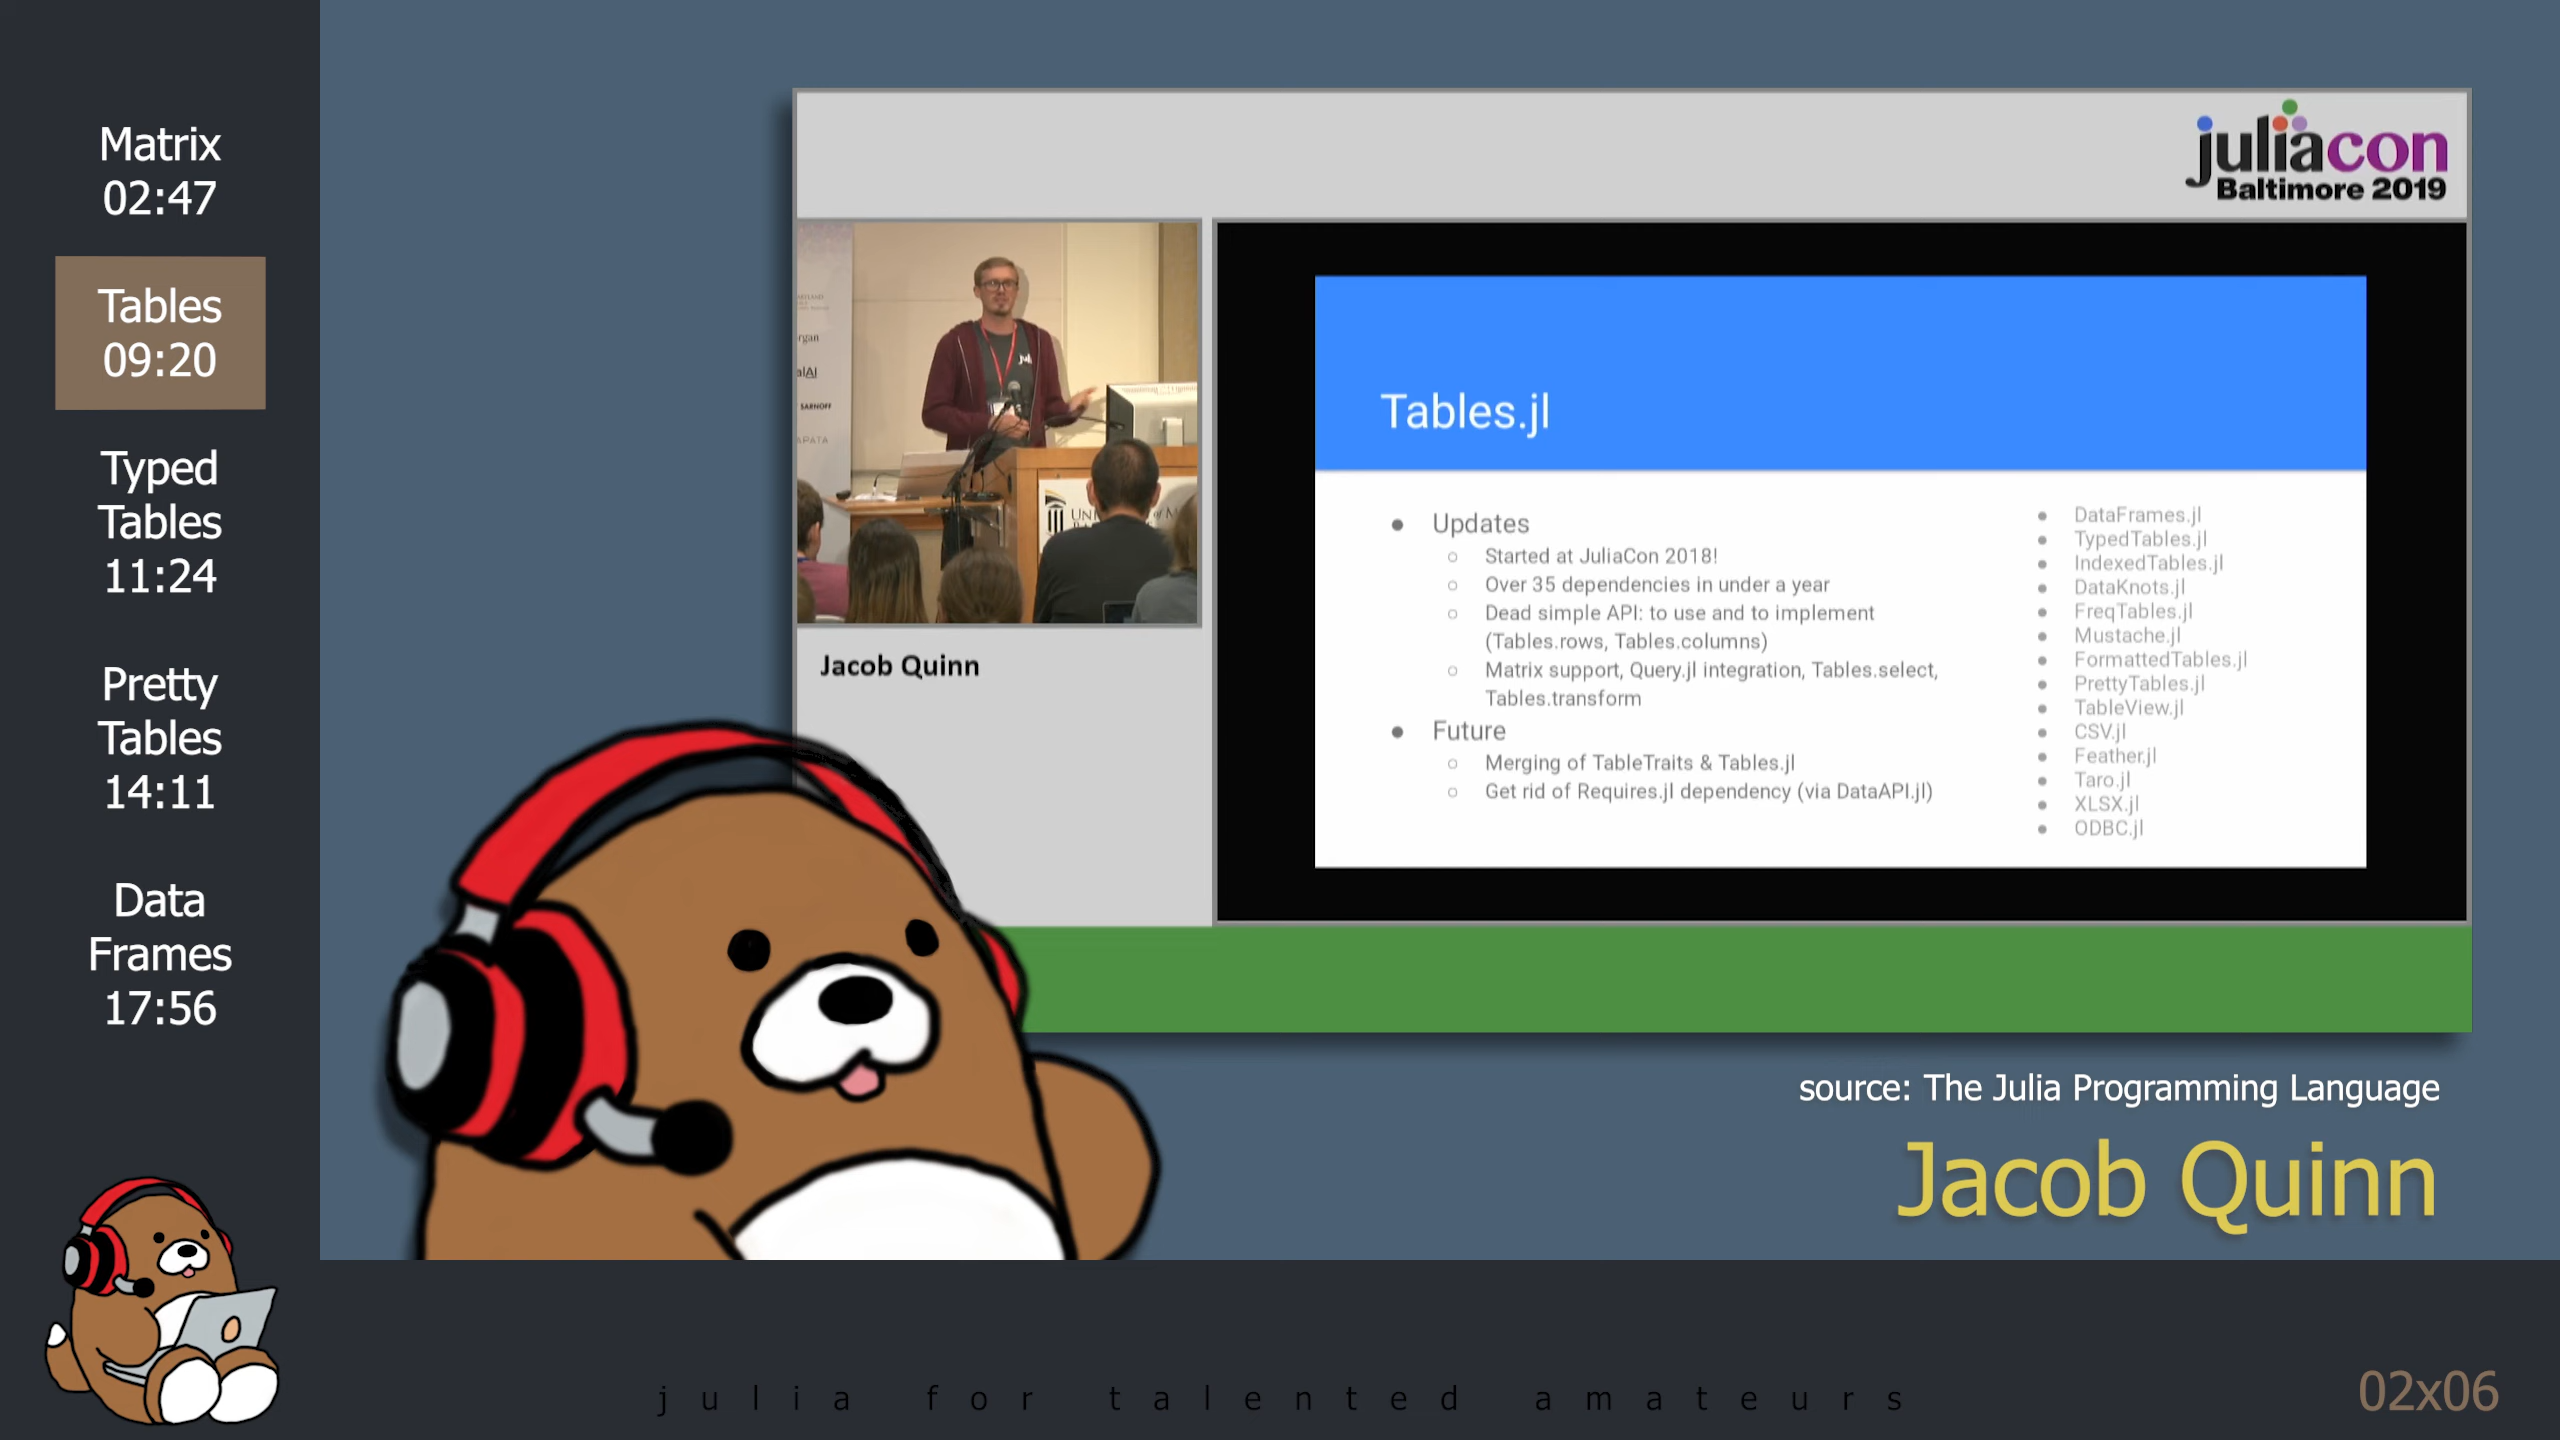 Matrix
02:47
Tables
09:20
Typed
Tables
11:24
Pretty
Tables
14:11
Data
Frames
17:56
juliacon
Baltimore 2019
SARNOFF
Jacob Quinn
Tables.jl
● Updates
○ Started at JuliaCon 2018!
○ Over 35 dependencies in under a year
○ Dead simple API: to use and to implement
(Tables.rows, Tables.columns)
○ Matrix support, Query.jl integration, Tables.select,
Tables.transform
● Future
○ Merging of TableTraits & Tables.jl
○ Get rid of Requires.jl dependency (via DataAPI.jl)
● DataFrames.jl
● TypedTables.jl
● IndexedTables.jl
● DataKnots.jl
● FreqTables.jl
● Mustache.jl
● FormattedTables.jl
● PrettyTables.jl
● TableView.jl
● CSV.jl
● Feather.jl
● Taro.jl
● XLSX.jl
● ODBC.jl
source: The Julia Programming Language
Jacob Quinn
julia for talented amateurs
02x06